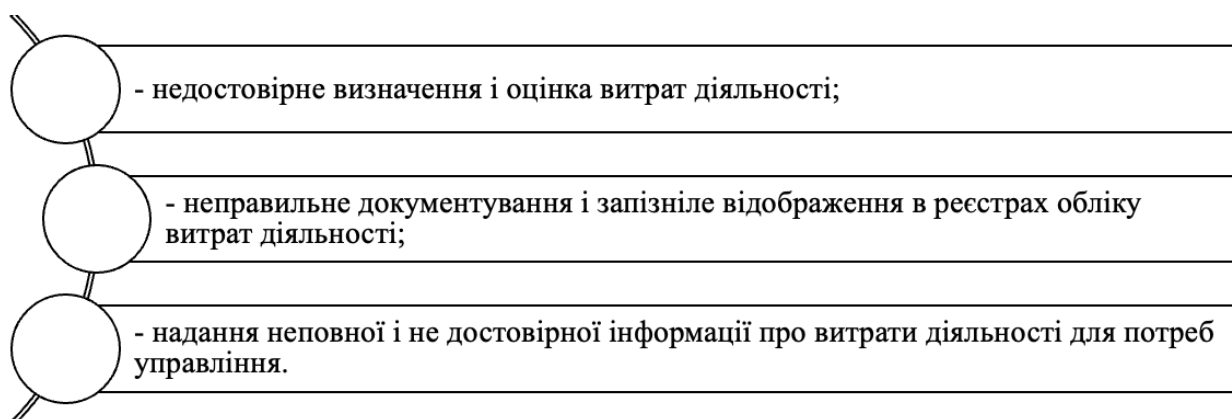 - недостовірне визначення і оцінка витрат діяльності;
- неправильне документування і запізніле відображення в реєстрах обліку
витрат діяльності;
- надання неповної і не достовірної інформації про витрати діяльності для потреб
управління.